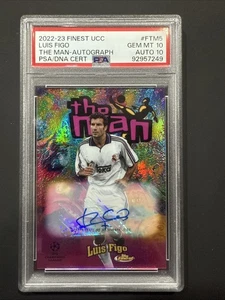 2022-23 FINEST UCC #FTM5
LUIS FIGO GEM MT 10
THE MAN-AUTOGRAPH AUTO 10
PSA/DNA CERT PSA 92957249
the
man
Luis Figo Finest